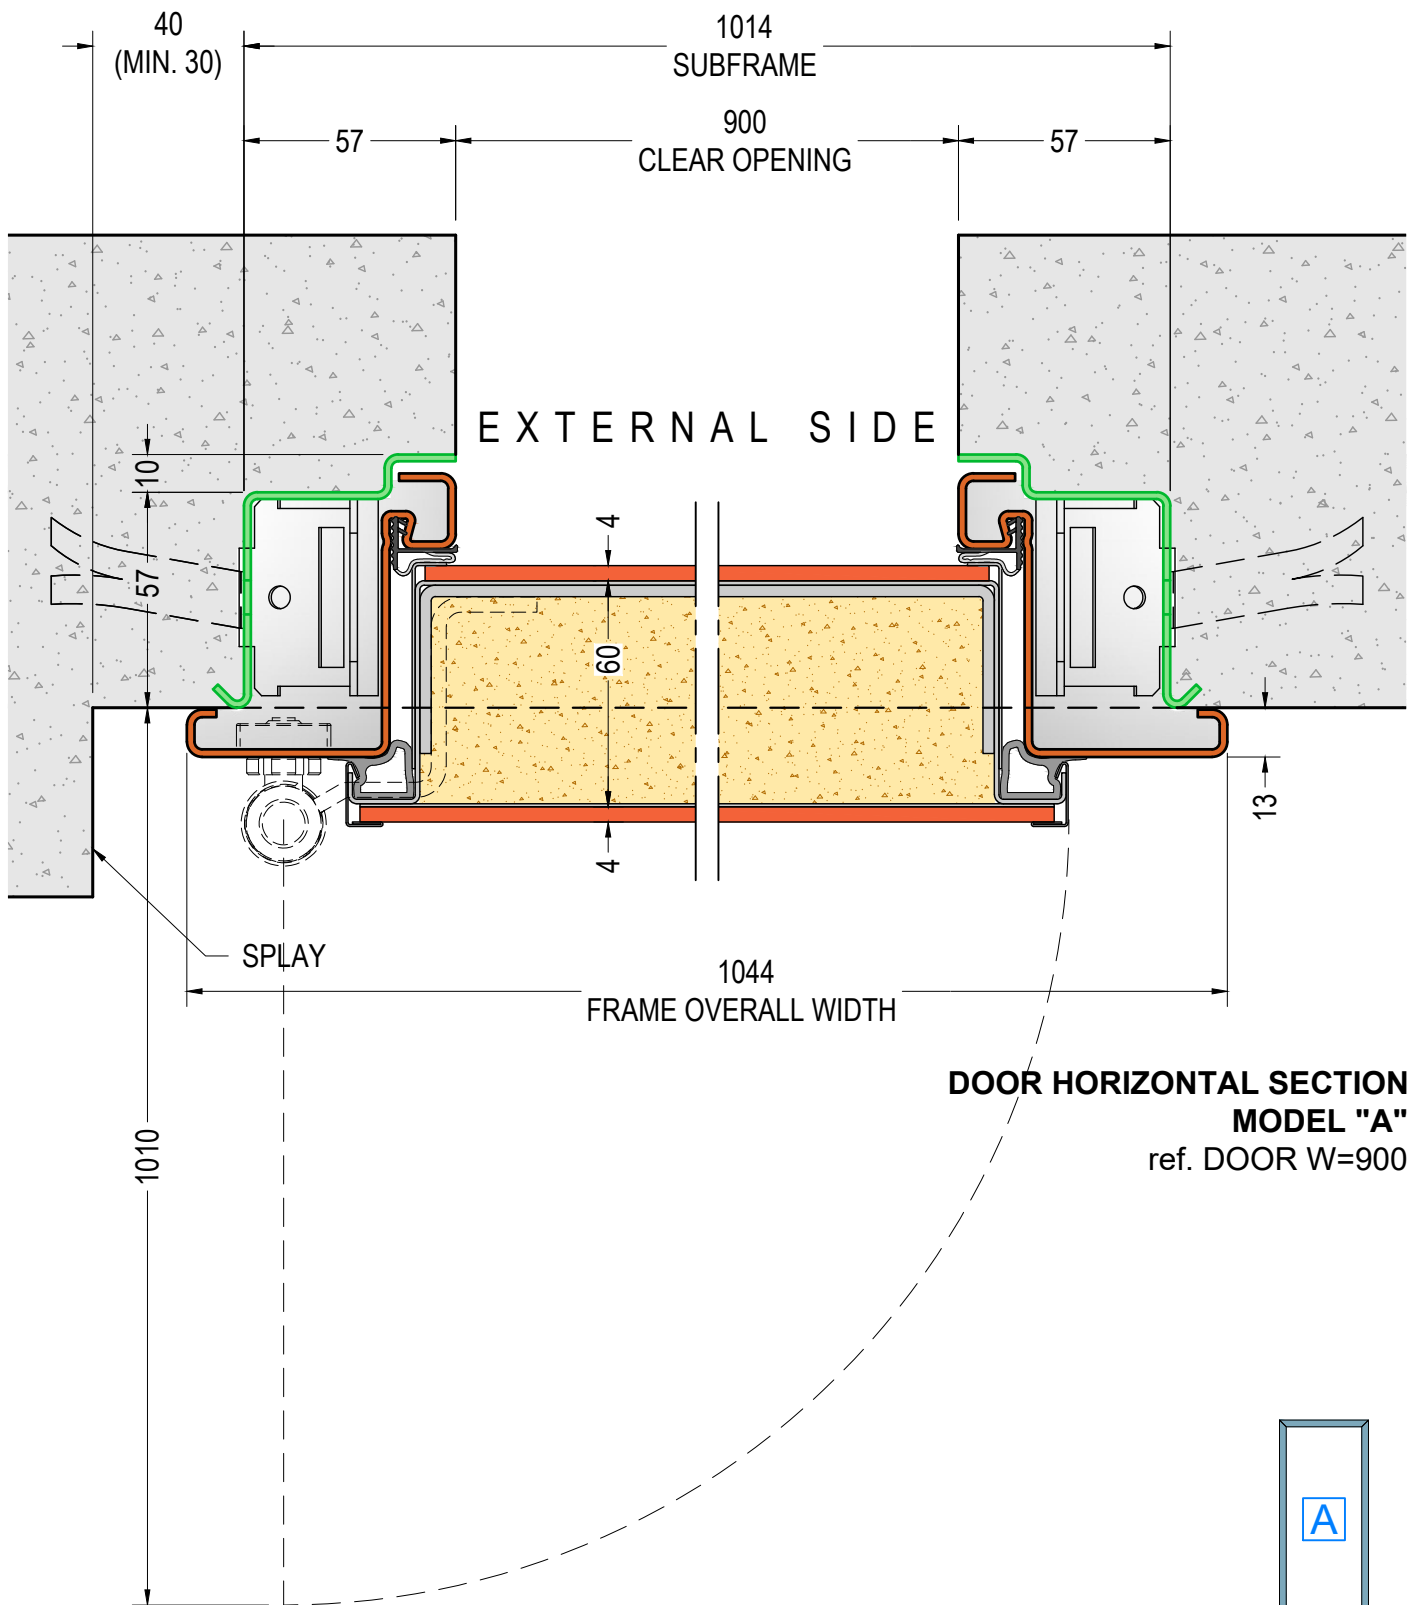 40
(MIN. 30)
1014
SUBFRAME
57
900
CLEAR OPENING
57
EXTERNAL SIDE
10
57
4
60
4
13
SPLAY
1044
FRAME OVERALL WIDTH
1010
DOOR HORIZONTAL SECTION
MODEL "A"
ref. DOOR W=900
A